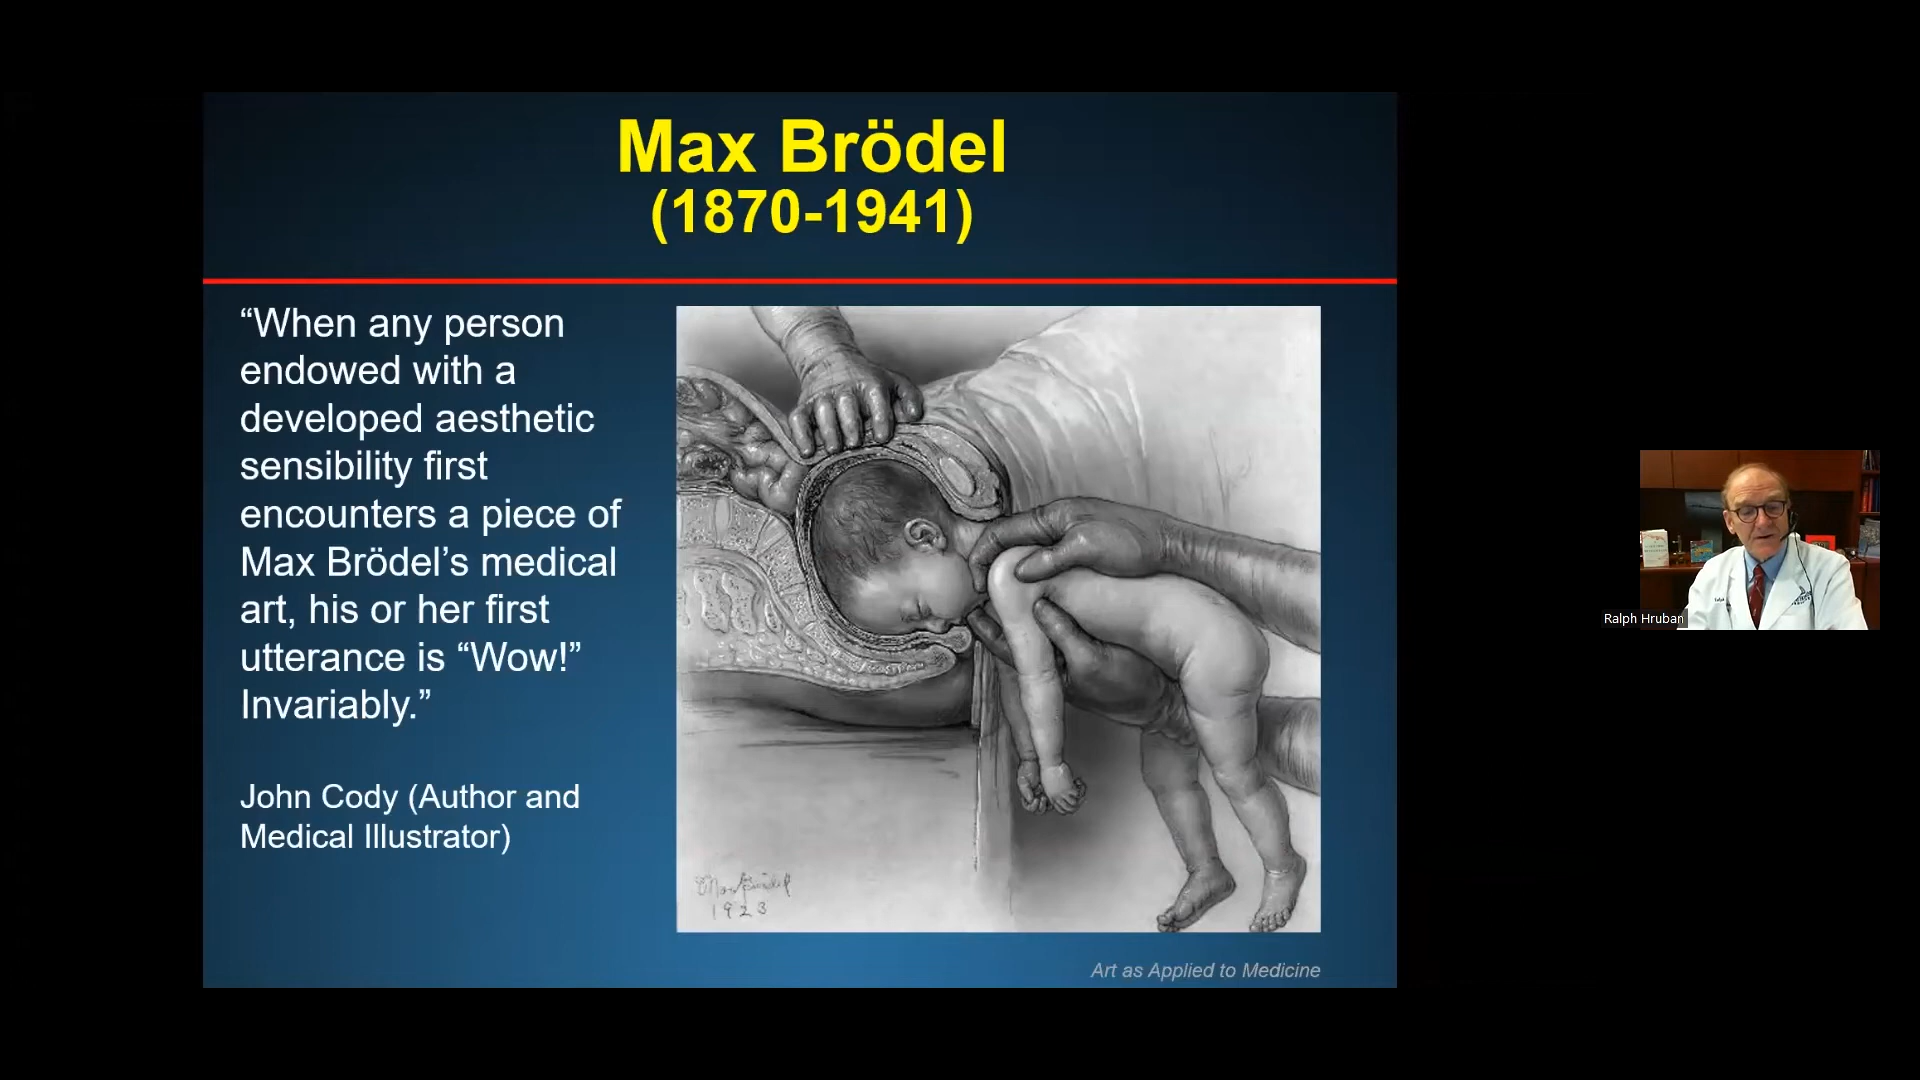 Max Brödel
(1870-1941)
“When any person
endowed with a
developed aesthetic
sensibility first
encounters a piece of
Max Brödel’s medical
art, his or her first
utterance is “Wow!”
Invariably.”
John Cody (Author and
Medical Illustrator)
Max Brödel
1923
Art as Applied to Medicine
Ralph Hruban